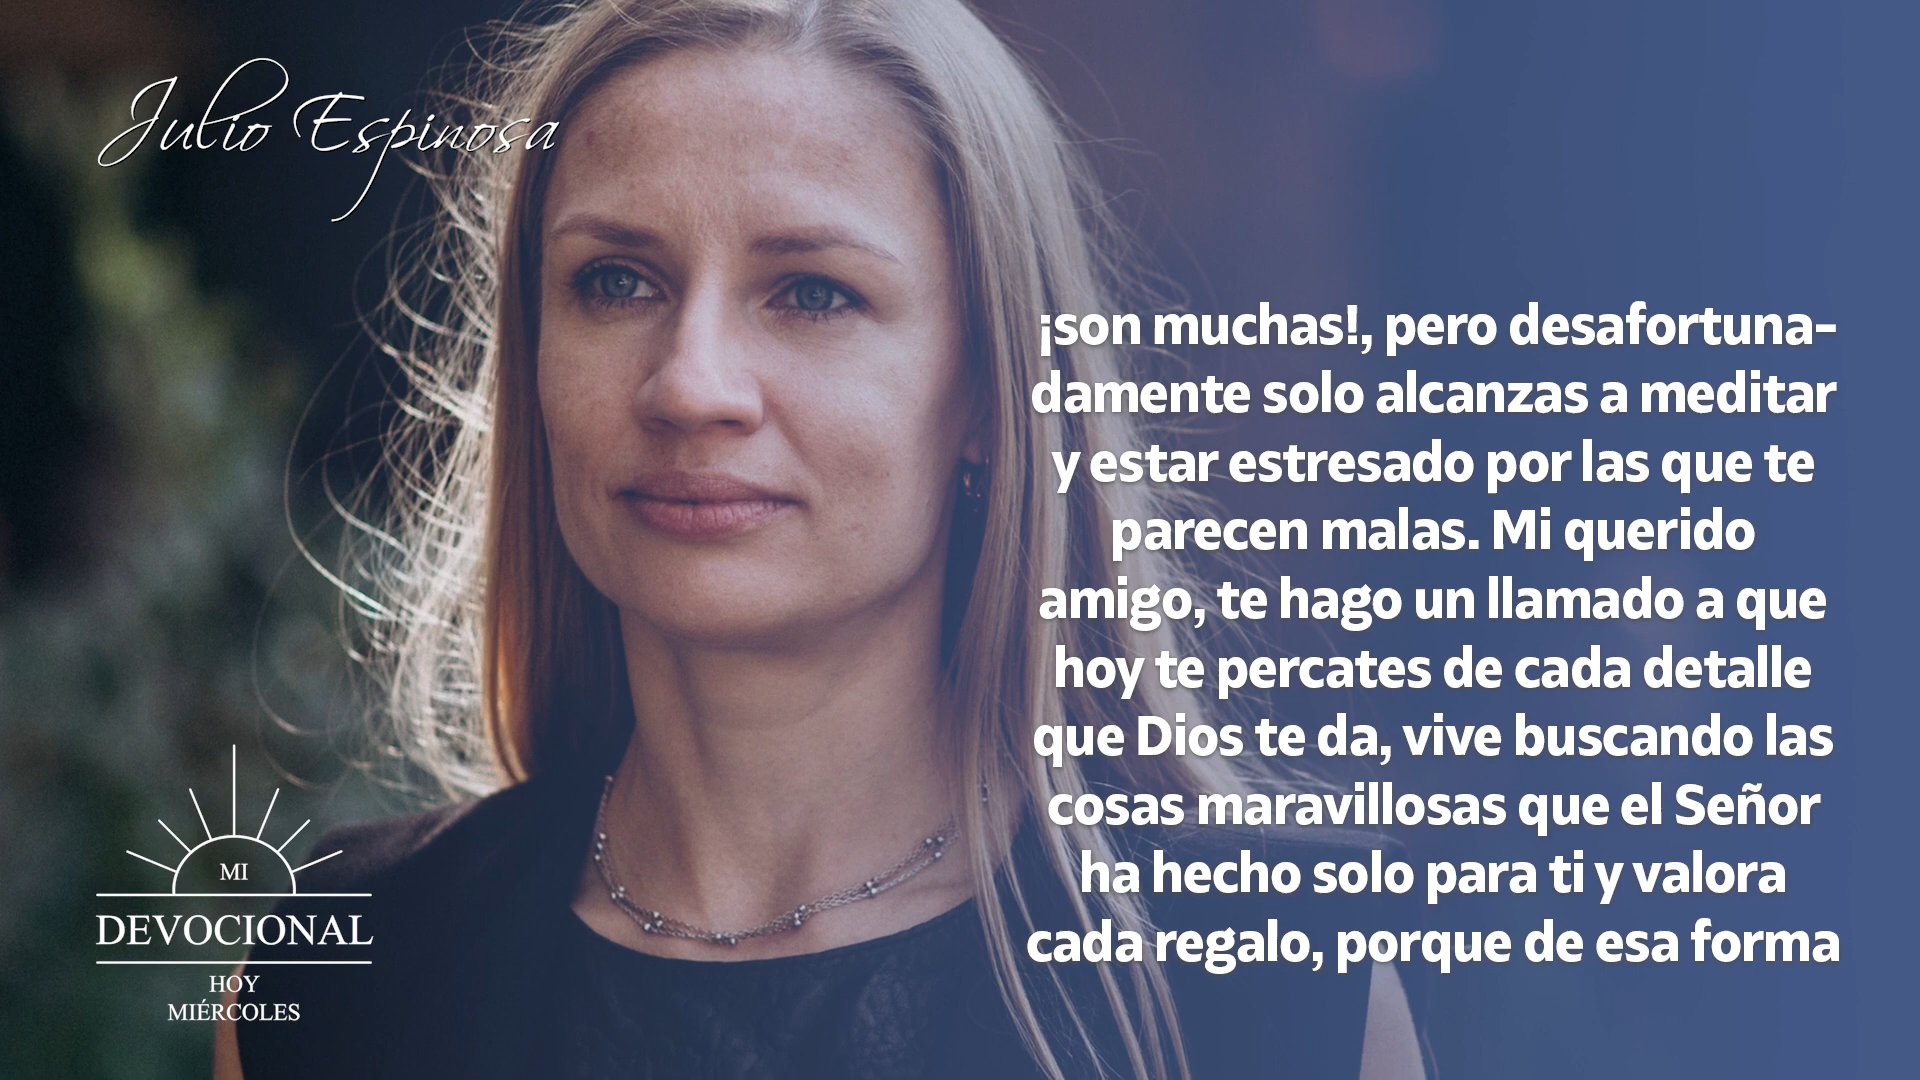 Julio Espinosa
¡son muchas!, pero desafortuna-
damente solo alcanzas a meditar
y estar estresado por las que te
parecen malas. Mi querido
amigo, te hago un llamado a que
hoy te percates de cada detalle
que Dios te da, vive buscando las
cosas maravillosas que el Señor
ha hecho solo para ti y valora
cada regalo, porque de esa forma
MI
DEVOCIONAL
HOY
MIÉRCOLES